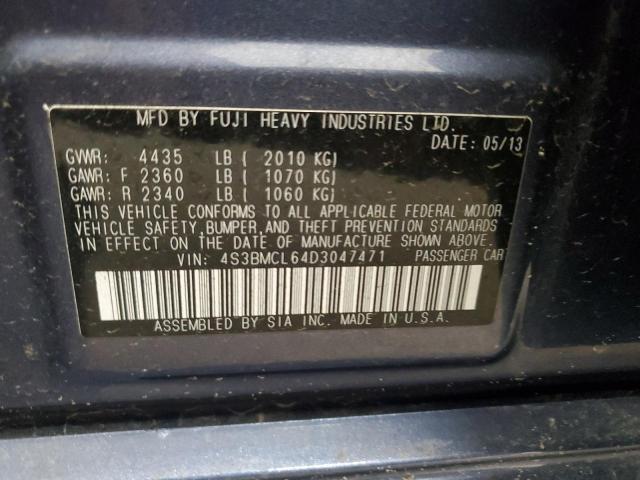 MFD BY FUJI HEAVY INDUSTRIES LTD.
DATE: 05/13
GVWR: 4435 LB ( 2010 KG)
GAWR: F 2360 LB ( 1070 KG)
GAWR: R 2340 LB ( 1060 KG)
THIS VEHICLE CONFORMS TO ALL APPLICABLE FEDERAL MOTOR
VEHICLE SAFETY, BUMPER, AND THEFT PREVENTION STANDARDS
IN EFFECT ON THE DATE OF MANUFACTURE SHOWN ABOVE.
VIN: 4S3BMCL64D3047471 PASSENGER CAR
ASSEMBLED BY SIA INC. MADE IN U.S.A.